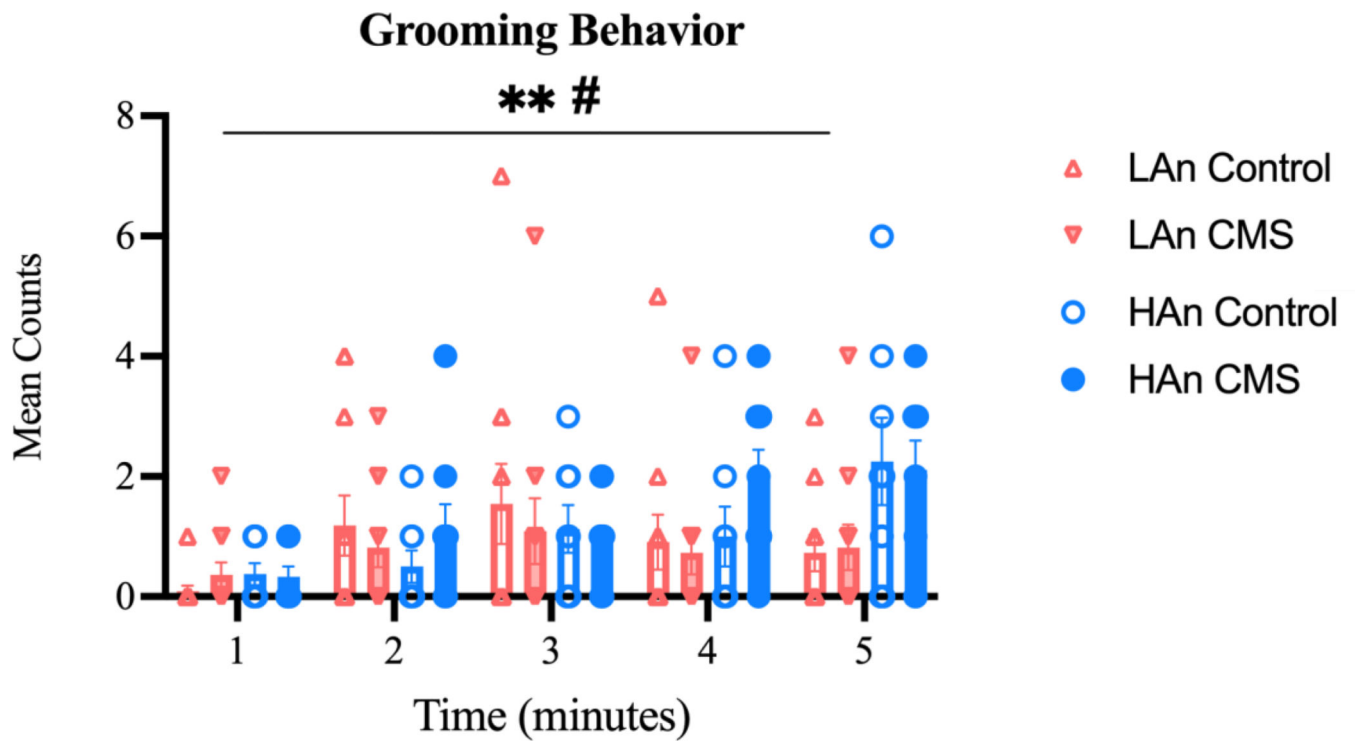 Grooming Behavior
** #
8
6
4
2
0
Mean Counts
1 2 3 4 5
Time (minutes)
LAn Control
LAn CMS
HAn Control
HAn CMS